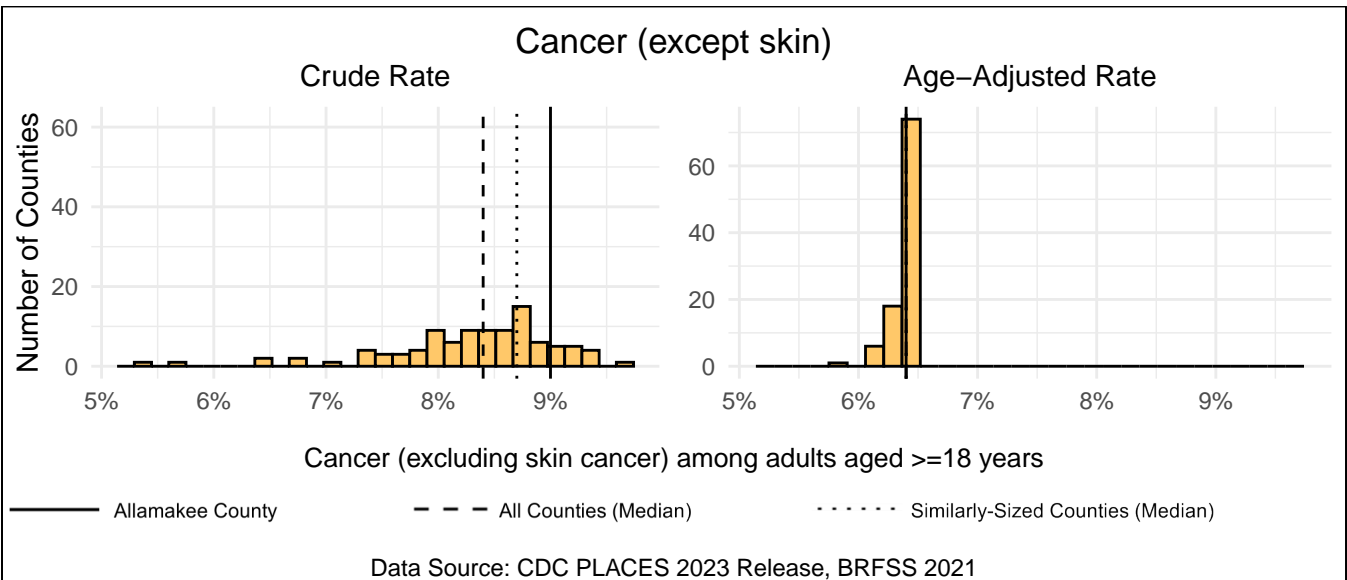 Cancer (except skin)
Crude Rate
Age−Adjusted Rate
Number of Counties
60
40
20
0
5% 6% 7% 8% 9%
60
40
20
0
5% 6% 7% 8% 9%
Cancer (excluding skin cancer) among adults aged >=18 years
Allamakee County
All Counties (Median)
Similarly-Sized Counties (Median)
Data Source: CDC PLACES 2023 Release, BRFSS 2021